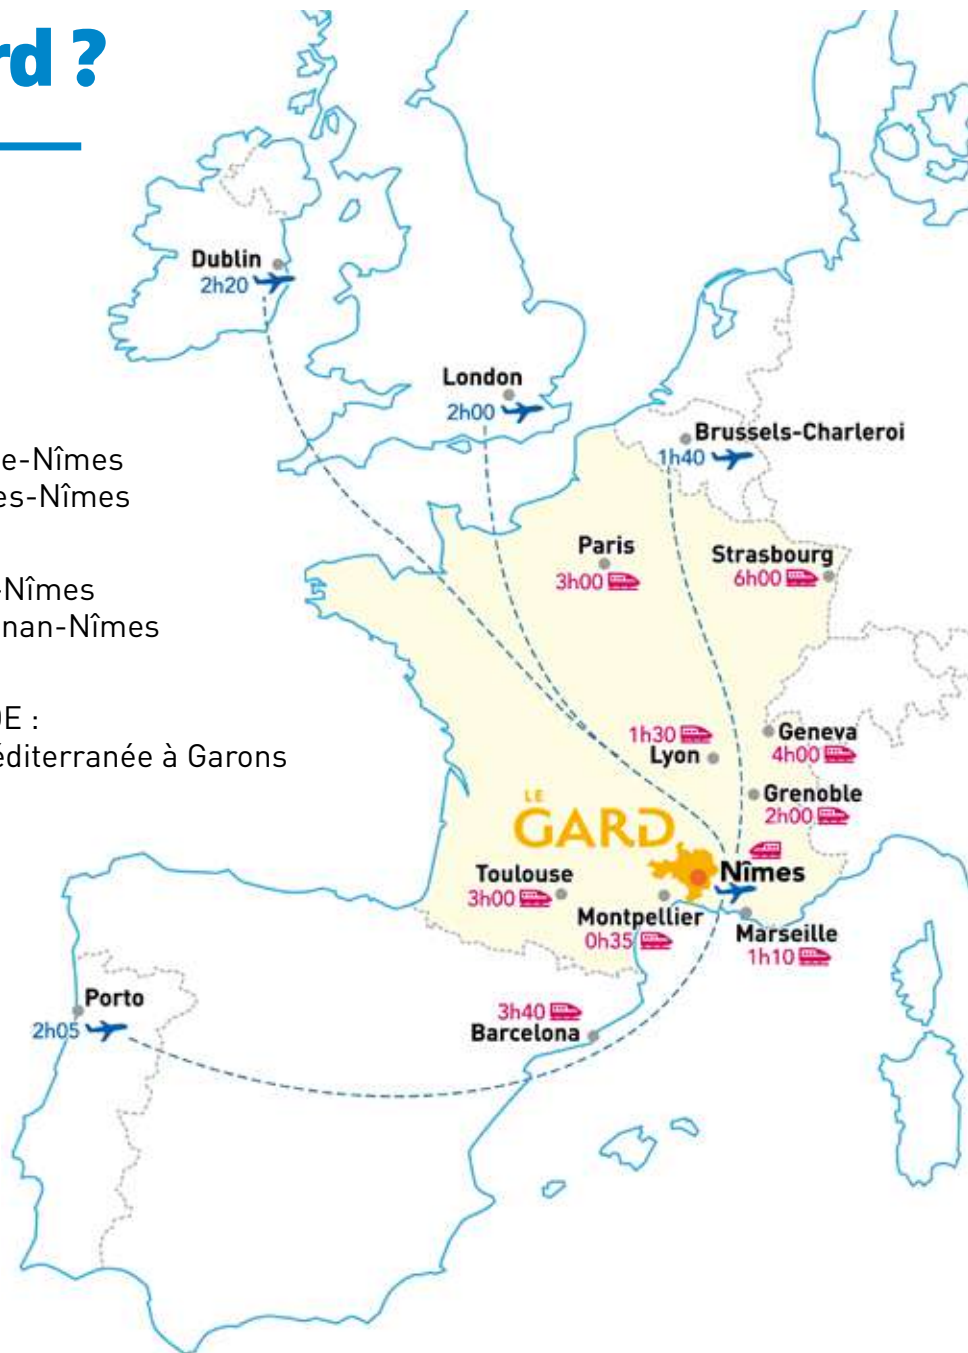 rd ?
Dublin
2h20
London
2h00
Brussels-Charleroi
1h40
e-Nîmes
es-Nîmes
Paris
3h00
Strasbourg
6h00
-Nîmes
nan-Nîmes
DE :
éditerranée à Garons
1h30
Lyon
Geneva
4h00
Grenoble
2h00
LE
GARD
Nîmes
Toulouse
3h00
Montpellier
0h35
Marseille
1h10
Porto
2h05
3h40
Barcelona